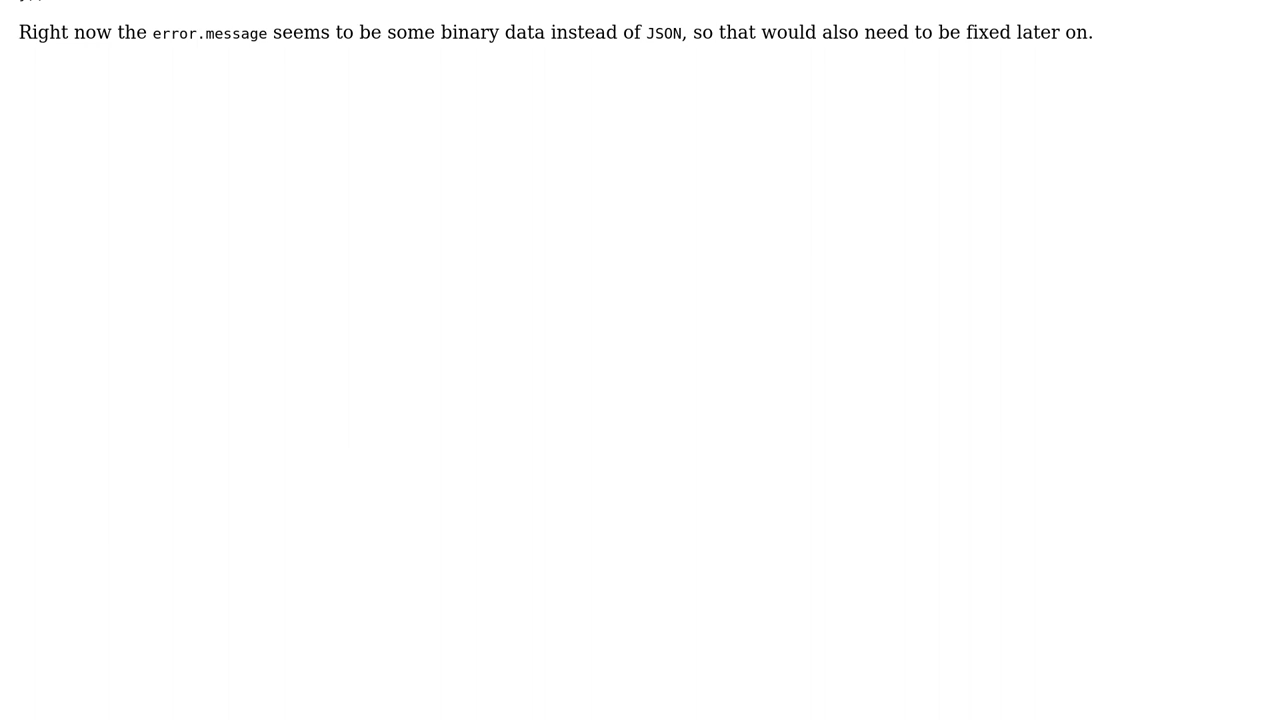 Right now the error.message seems to be some binary data instead of JSON, so that would also need to be fixed later on.